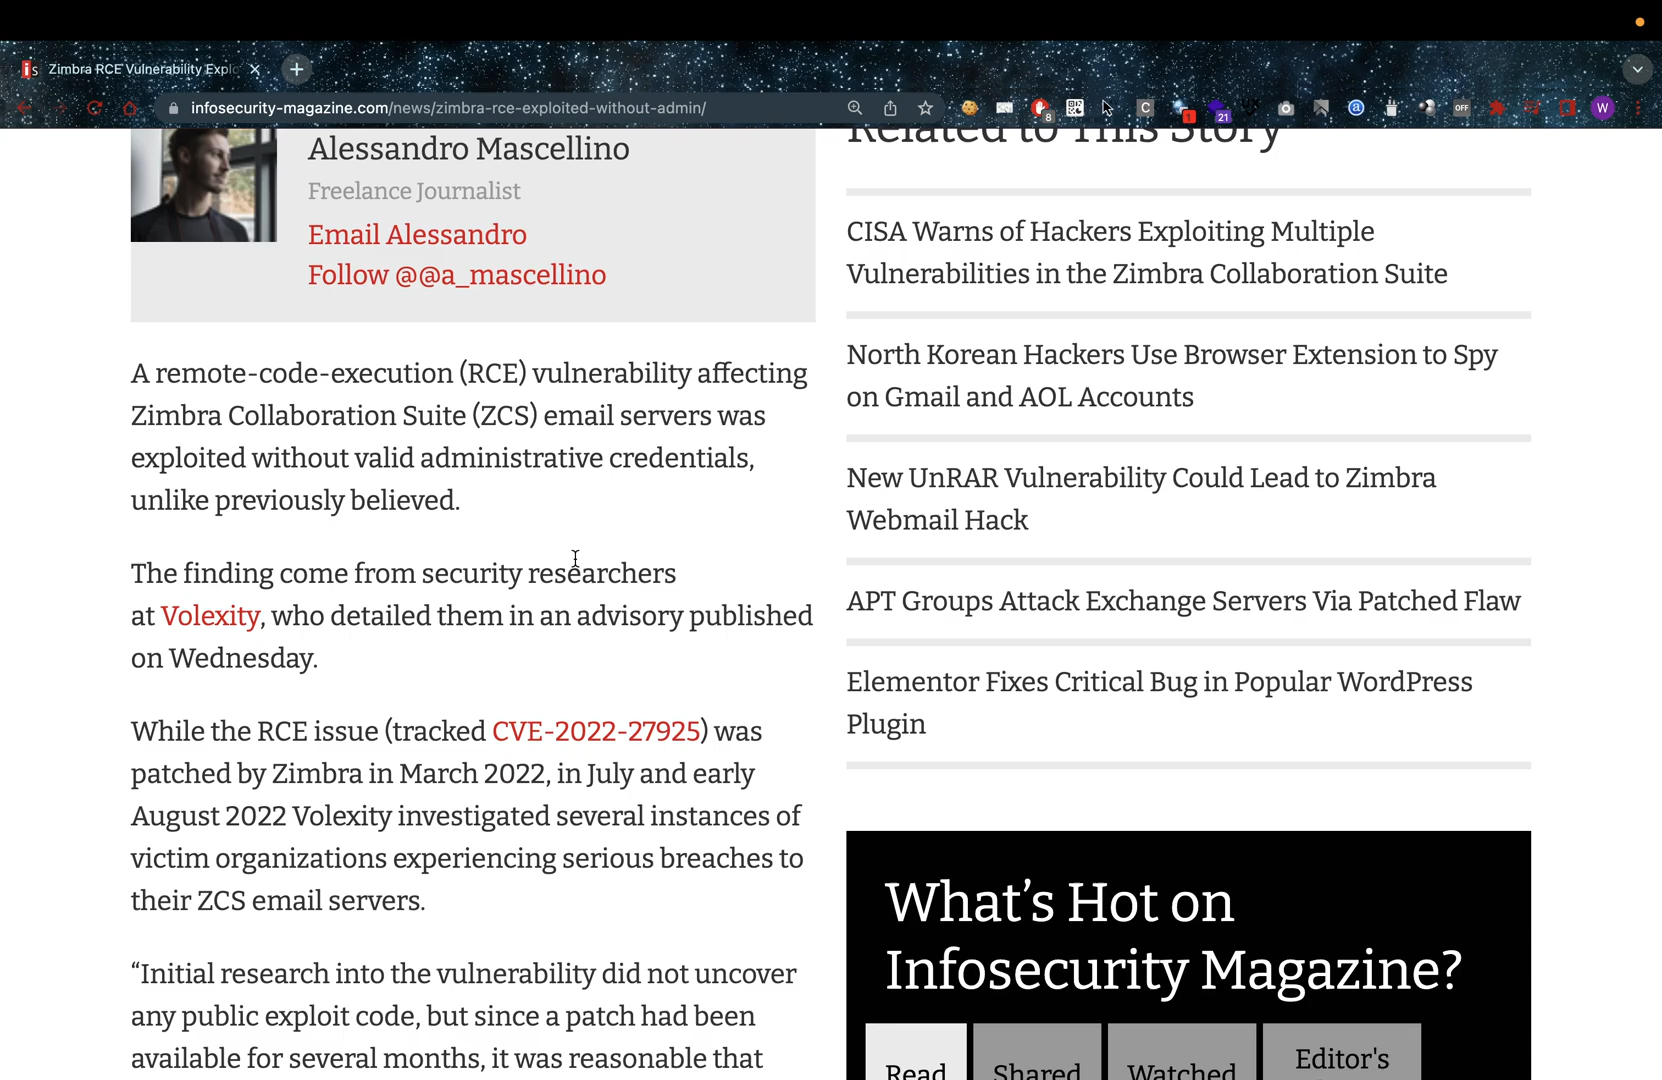 Zimbra RCE Vulnerability Explo
infosecurity-magazine.com/news/zimbra-rce-exploited-without-admin/
8
C
1
21
a
OFF
W
Alessandro Mascellino
Freelance Journalist
Email Alessandro
Follow @@a_mascellino
A remote-code-execution (RCE) vulnerability affecting
Zimbra Collaboration Suite (ZCS) email servers was
exploited without valid administrative credentials,
unlike previously believed.
The finding come from security researchers
at Volexity, who detailed them in an advisory published
on Wednesday.
While the RCE issue (tracked CVE-2022-27925) was
patched by Zimbra in March 2022, in July and early
August 2022 Volexity investigated several instances of
victim organizations experiencing serious breaches to
their ZCS email servers.
“Initial research into the vulnerability did not uncover
any public exploit code, but since a patch had been
available for several months, it was reasonable that
Related to This Story
CISA Warns of Hackers Exploiting Multiple
Vulnerabilities in the Zimbra Collaboration Suite
North Korean Hackers Use Browser Extension to Spy
on Gmail and AOL Accounts
New UnRAR Vulnerability Could Lead to Zimbra
Webmail Hack
APT Groups Attack Exchange Servers Via Patched Flaw
Elementor Fixes Critical Bug in Popular WordPress
Plugin
What’s Hot on
Infosecurity Magazine?
Read
Shared
Watched
Editor's